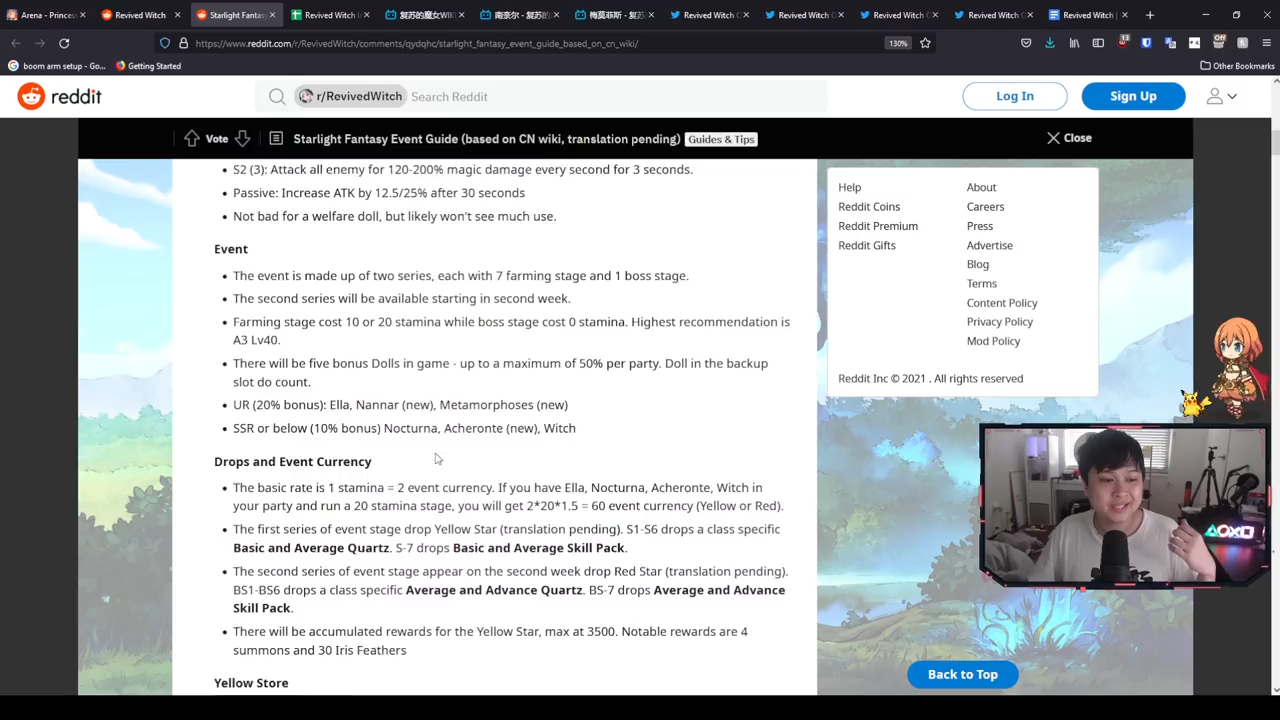 Arena - Princess
Revived Witch
Starlight Fantasy
Revived Witch
复苏的魔女WIKI
南奈尔 - 复苏的
梅莫菲斯 - 复苏
Revived Witch
Revived Witch
Revived Witch
Revived Witch
Revived Witch
https://www.reddit.com/r/RevivedWitch/comments/qydqhc/starlight_fantasy_event_guide_based_on_cn_wiki/
130%
13
Off
boom arm setup - Go...
Getting Started
Other Bookmarks
reddit
r/RevivedWitch
Search Reddit
Log In
Sign Up
Vote
Starlight Fantasy Event Guide (based on CN wiki, translation pending)
Guides & Tips
Close
S2 (3): Attack all enemy for 120-200% magic damage every second for 3 seconds.
Passive: Increase ATK by 12.5/25% after 30 seconds
Not bad for a welfare doll, but likely won't see much use.
Event
The event is made up of two series, each with 7 farming stage and 1 boss stage.
The second series will be available starting in second week.
Farming stage cost 10 or 20 stamina while boss stage cost 0 stamina. Highest recommendation is
A3 Lv40.
There will be five bonus Dolls in game - up to a maximum of 50% per party. Doll in the backup
slot do count.
UR (20% bonus): Ella, Nannar (new), Metamorphoses (new)
SSR or below (10% bonus) Nocturna, Acheronte (new), Witch
Drops and Event Currency
The basic rate is 1 stamina = 2 event currency. If you have Ella, Nocturna, Acheronte, Witch in
your party and run a 20 stamina stage, you will get 2*20*1.5 = 60 event currency (Yellow or Red).
The first series of event stage drop Yellow Star (translation pending). S1-S6 drops a class specific
Basic and Average Quartz. S-7 drops Basic and Average Skill Pack.
The second series of event stage appear on the second week drop Red Star (translation pending).
BS1-BS6 drops a class specific Average and Advance Quartz. BS-7 drops Average and Advance
Skill Pack.
There will be accumulated rewards for the Yellow Star, max at 3500. Notable rewards are 4
summons and 30 Iris Feathers
Yellow Store
Help
About
Reddit Coins
Careers
Reddit Premium
Press
Reddit Gifts
Advertise
Blog
Terms
Content Policy
Privacy Policy
Mod Policy
Reddit Inc © 2021 . All rights reserved
Back to Top